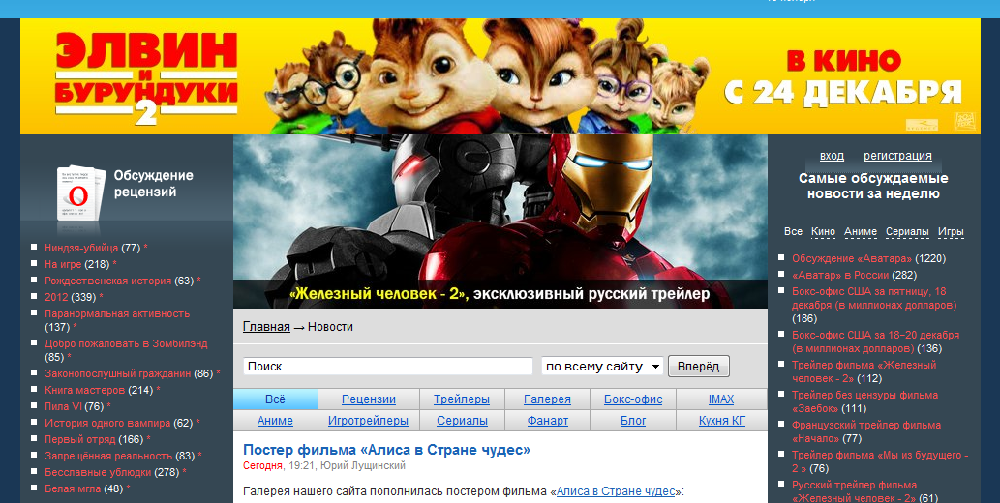 ЭЛВИН
И
БУРУНДУКИ
2
В КИНО
С 24 ДЕКАБРЯ
Обсуждение
рецензий
Ниндзя-убийца (77) *
На игре (218) *
Рождественская история (63) *
2012 (339) *
Паранормальная активность
(137) *
Добро пожаловать в Зомбилэнд
(85) *
Законопослушный гражданин (86) *
Книга мастеров (214) *
Пила VI (76) *
История одного вампира (62) *
Первый отряд (166) *
Запрещённая реальность (83) *
Бесславные ублюдки (278) *
Белая мгла (48) *
«Железный человек - 2», эксклюзивный русский трейлер
Главная → Новости
Поиск
по всему сайту
Вперёд
Всё Рецензии Трейлеры Галерея Бокс-офис IMAX
Аниме Игротрейлеры Сериалы Фанарт Блог Кухня КГ
Постер фильма «Алиса в Стране чудес»
Сегодня, 19:21, Юрий Лущинский
Галерея нашего сайта пополнилась постером фильма «Алиса в Стране чудес»:
вход регистрация
Самые обсуждаемые
новости за неделю
Все Кино Аниме Сериалы Игры
Обсуждение «Аватара» (1220)
«Аватар» в России (282)
Бокс-офис США за пятницу, 18
декабря (в миллионах долларов)
(186)
Бокс-офис США за 18–20 декабря
(в миллионах долларов) (136)
Трейлер фильма «Железный
человек - 2» (112)
Трейлер без цензуры фильма
«Заебок» (111)
Французский трейлер фильма
«Начало» (77)
Трейлер фильма «Мы из будущего -
2 » (76)
Русский трейлер фильма
«Железный человек - 2» (61)